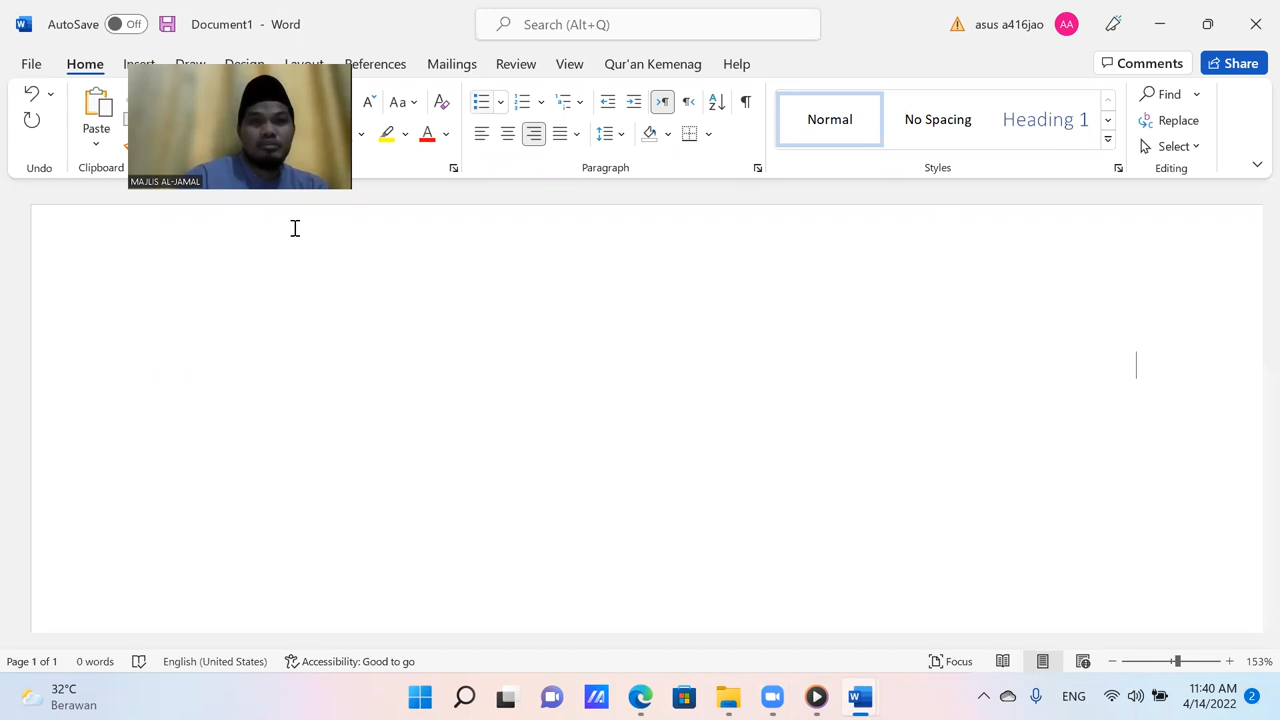 AutoSave Off Document1 - Word Search (Alt+Q) asus a416jao AA
File Home Insert Draw Design Layout References Mailings Review View Qur'an Kemenag Help Comments Share
Paste Aa A Normal No Spacing Heading 1 Find
Replace
Select
Undo Clipboard Paragraph Styles Editing
MAJLIS AL-JAMAL
Page 1 of 1 0 words English (United States) Accessibility: Good to go Focus 153%
32°C
Berawan
ENG
11:40 AM
4/14/2022 2